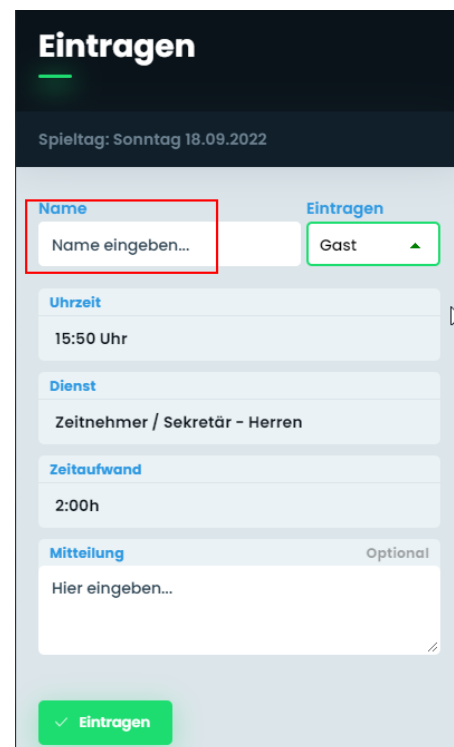 Eintragen
Spieltag: Sonntag 18.09.2022
Name Eintragen
Name eingeben... Gast
Uhrzeit
15:50 Uhr
Dienst
Zeitnehmer / Sekretär - Herren
Zeitaufwand
2:00h
Mitteilung Optional
Hier eingeben...
Eintragen